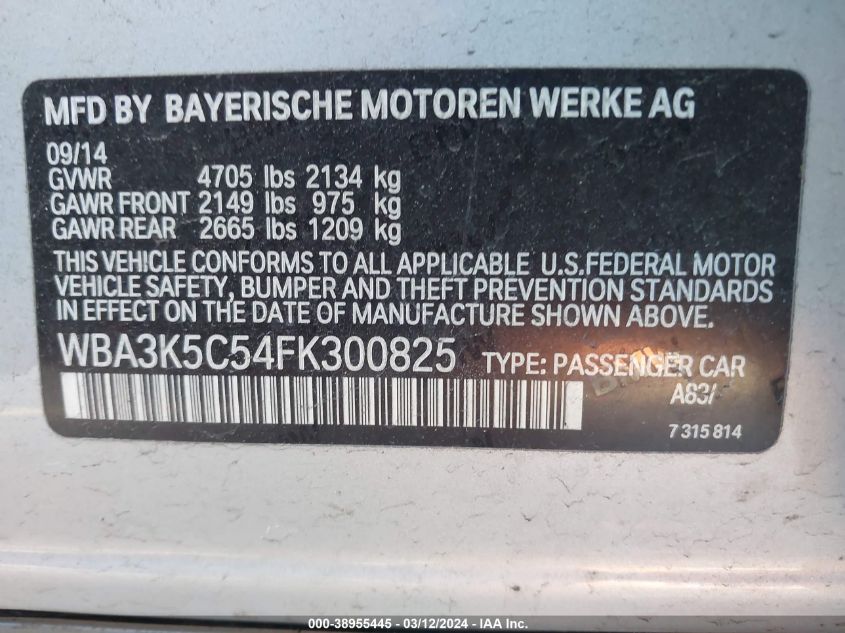 MFD BY BAYERISCHE MOTOREN WERKE AG
09/14
GVWR 4705 lbs 2134 kg
GAWR FRONT 2149 lbs 975 kg
GAWR REAR 2665 lbs 1209 kg
THIS VEHICLE CONFORMS TO ALL APPLICABLE U.S.FEDERAL MOTOR
VEHICLE SAFETY, BUMPER AND THEFT PREVENTION STANDARDS
IN EFFECT ON THE DATE OF MANUFACTURE SHOWN ABOVE.
WBA3K5C54FK300825 TYPE: PASSENGER CAR
A83/
7 315 814
000-38955445 - 03/12/2024 - IAA Inc.